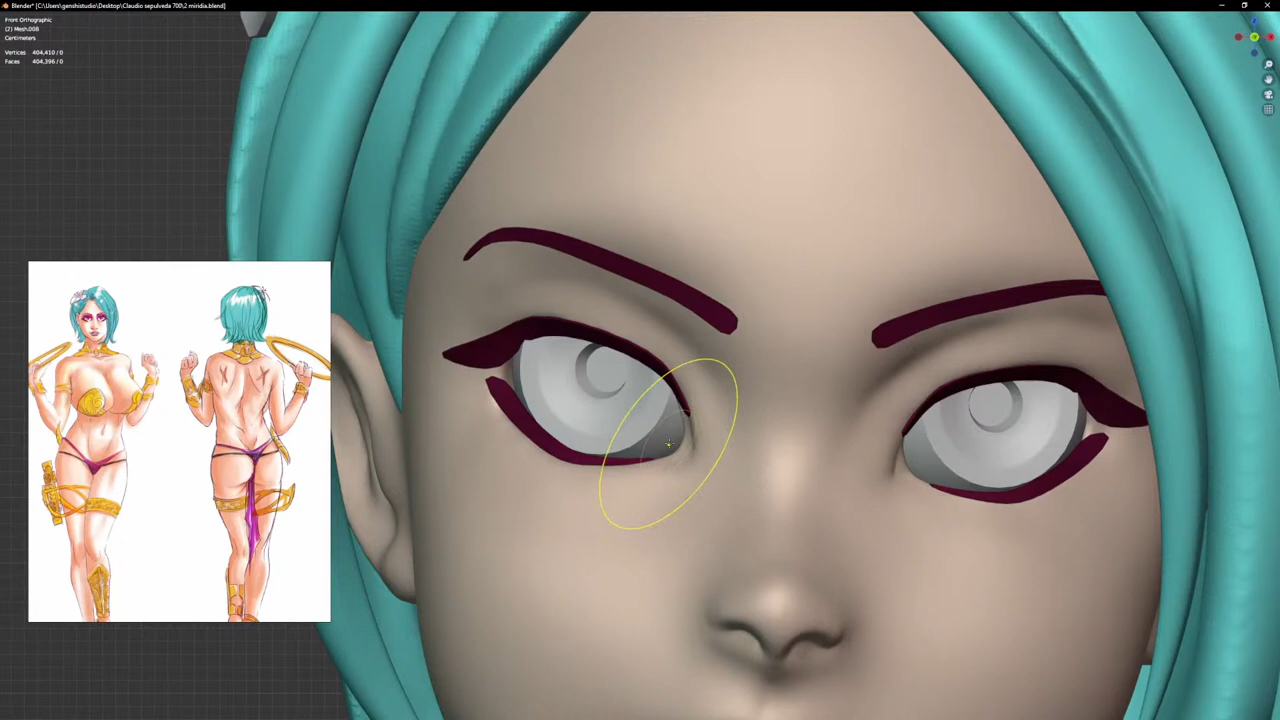 Blender* [C:\Users\genshistudio\Desktop\Claudio sepulveda 700\2 miridia.blend]
Front Orthographic
(2) Mesh.008
Centimeters
Vertices 404,410 / 0
Faces 404,396 / 0